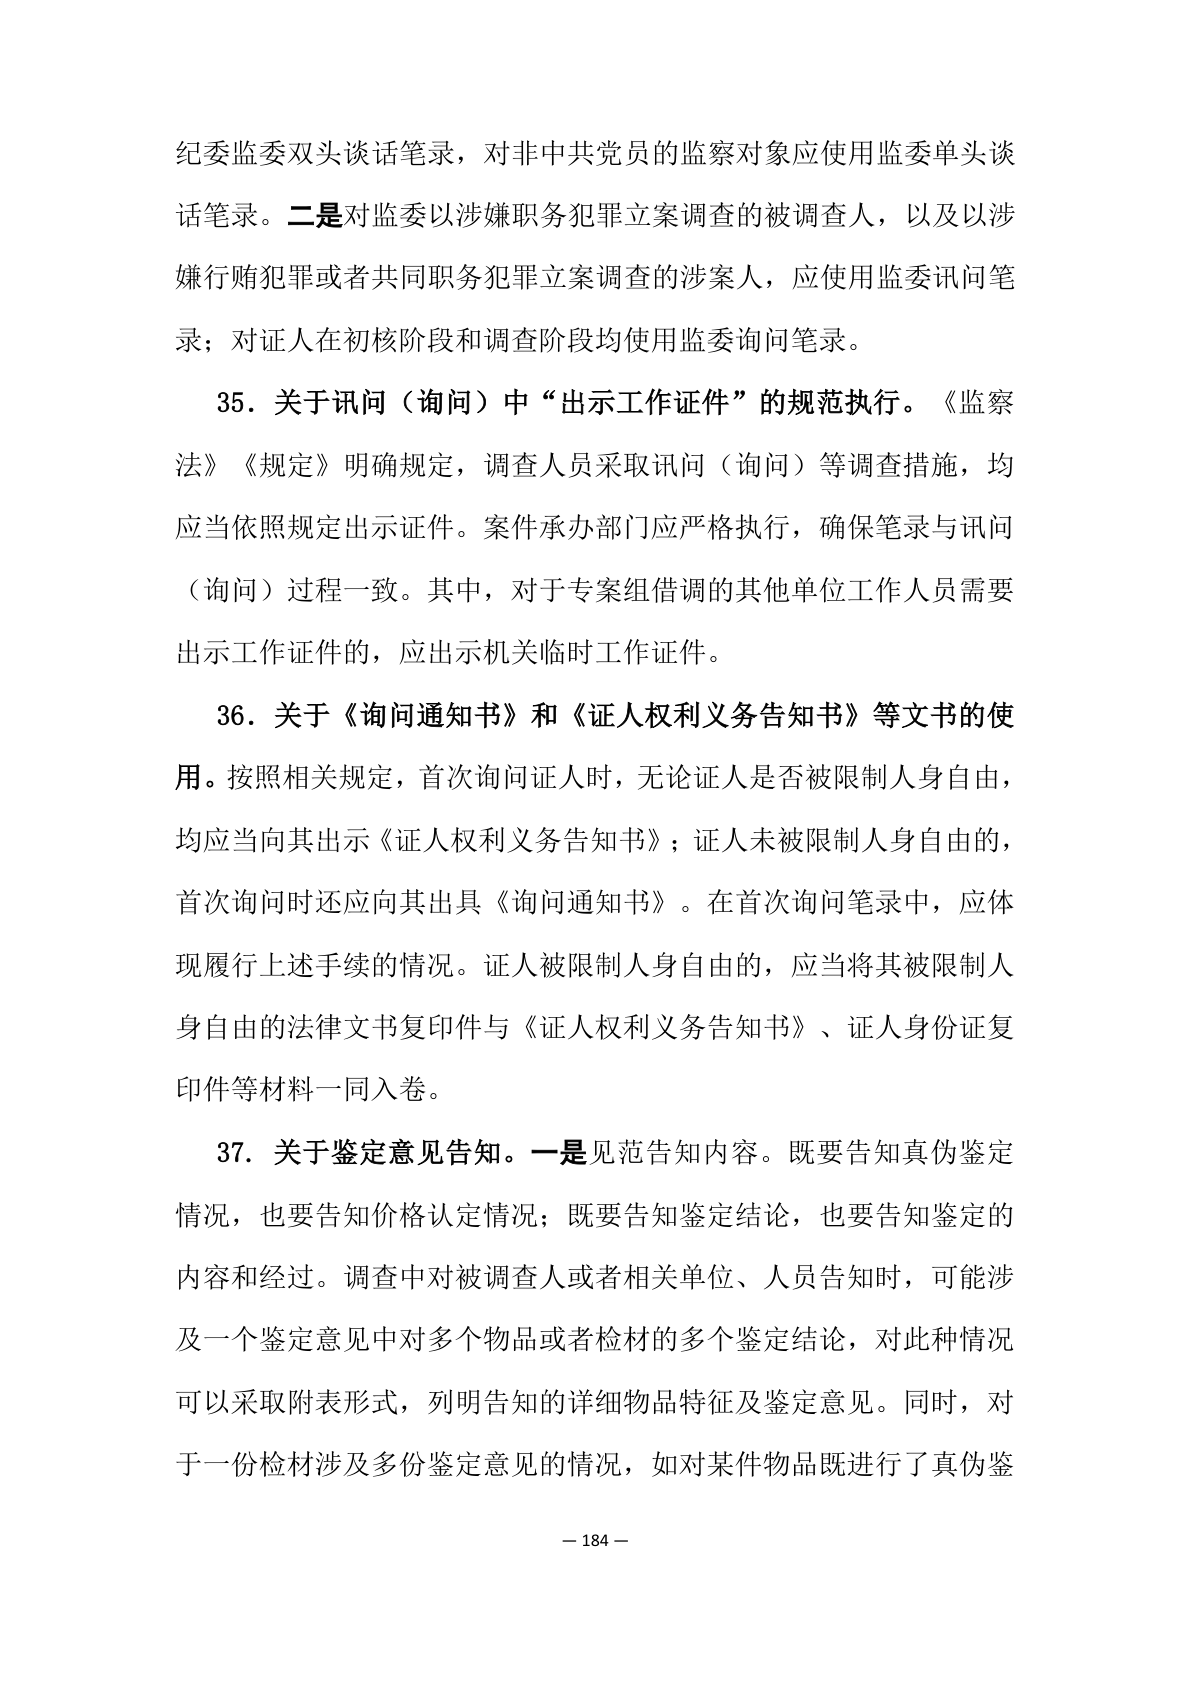 纪委监委双头谈话笔录，对非中共党员的监察对象应使用监委单头谈
话笔录。二是对监委以涉嫌职务犯罪立案调查的被调查人，以及以涉
嫌行贿犯罪或者共同职务犯罪立案调查的涉案人，应使用监委讯问笔
录；对证人在初核阶段和调查阶段均使用监委询问笔录。
35．关于讯问（询问）中“出示工作证件”的规范执行。《监察
法》《规定》明确规定，调查人员采取讯问（询问）等调查措施，均
应当依照规定出示证件。案件承办部门应严格执行，确保笔录与讯问
（询问）过程一致。其中，对于专案组借调的其他单位工作人员需要
出示工作证件的，应出示机关临时工作证件。
36．关于《询问通知书》和《证人权利义务告知书》等文书的使
用。按照相关规定，首次询问证人时，无论证人是否被限制人身自由，
均应当向其出示《证人权利义务告知书》；证人未被限制人身自由的，
首次询问时还应向其出具《询问通知书》。在首次询问笔录中，应体
现履行上述手续的情况。证人被限制人身自由的，应当将其被限制人
身自由的法律文书复印件与《证人权利义务告知书》、证人身份证复
印件等材料一同入卷。
37．关于鉴定意见告知。一是见范告知内容。既要告知真伪鉴定
情况，也要告知价格认定情况；既要告知鉴定结论，也要告知鉴定的
内容和经过。调查中对被调查人或者相关单位、人员告知时，可能涉
及一个鉴定意见中对多个物品或者检材的多个鉴定结论，对此种情况
可以采取附表形式，列明告知的详细物品特征及鉴定意见。同时，对
于一份检材涉及多份鉴定意见的情况，如对某件物品既进行了真伪鉴
— 184 —